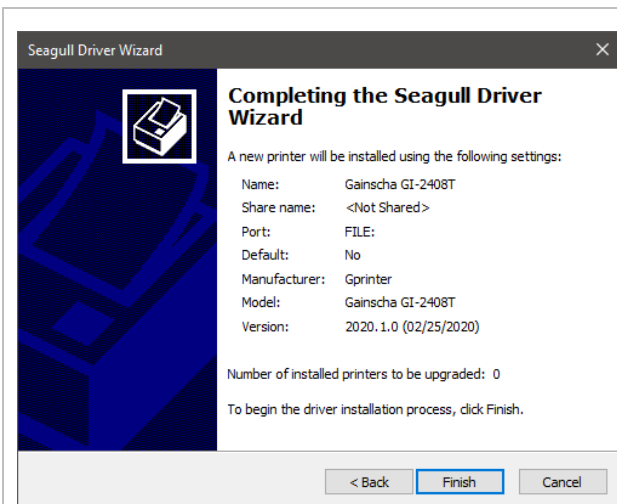 Seagull Driver Wizard
Completing the Seagull Driver
Wizard
A new printer will be installed using the following settings:
Name: Gainscha GI-2408T
Share name: <Not Shared>
Port: FILE:
Default: No
Manufacturer: Gprinter
Model: Gainscha GI-2408T
Version: 2020.1.0 (02/25/2020)
Number of installed printers to be upgraded: 0
To begin the driver installation process, click Finish.
< Back Finish Cancel